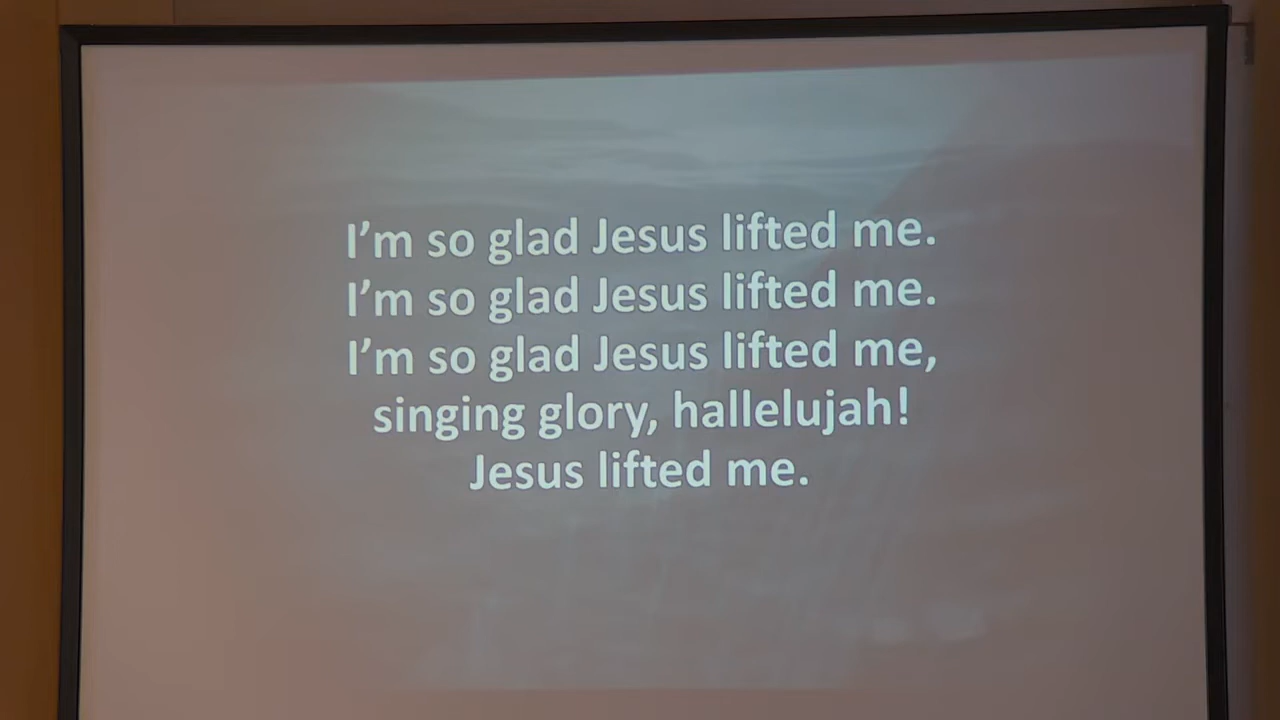 I’m so glad Jesus lifted me.
I’m so glad Jesus lifted me.
I’m so glad Jesus lifted me,
singing glory, hallelujah!
Jesus lifted me.